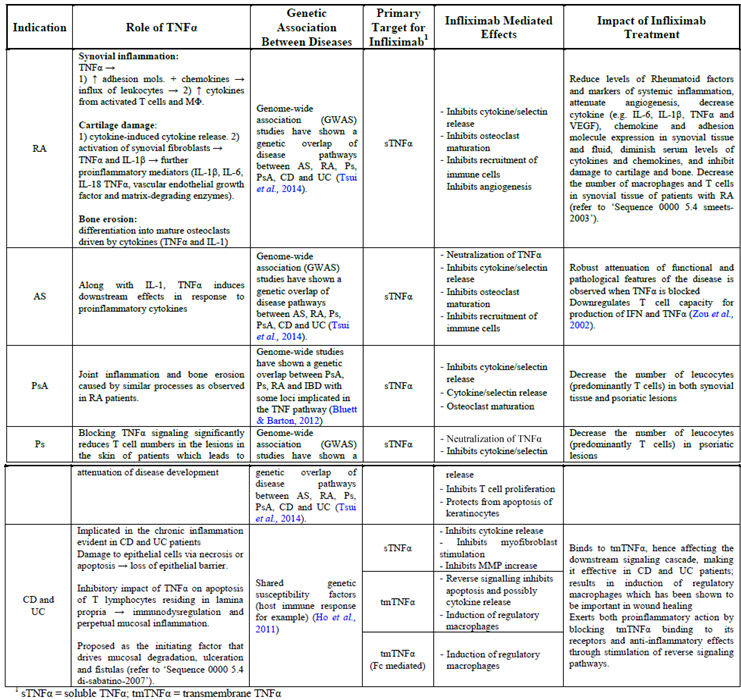 Indication
Role of TNFα
Genetic
Association
Between Diseases
Primary
Target for
Infliximab1
Infliximab Mediated
Effects
Impact of Infliximab
Treatment
RA
Synovial inflammation:
TNFα →
1) ↑ adhesion mols. + chemokines →
influx of leukocytes → 2) ↑ cytokines
from activated T cells and MΦ.
Cartilage damage:
1) cytokine-induced cytokine release. 2)
activation of synovial fibroblasts →
TNFα and IL-1β → further
proinflammatory mediators (IL-1β, IL-6,
IL-18 TNFα, vascular endothelial growth
factor and matrix-degrading enzymes).
Bone erosion:
differentiation into mature osteoclasts
driven by cytokines (TNFα and IL-1)
Genome-wide
association (GWAS)
studies have shown a
genetic overlap of
disease pathways
between AS, RA, Ps,
PsA, CD and UC (Tsui
et al., 2014).
sTNFα
- Inhibits cytokine/selectin
release
- Inhibits osteoclast
maturation
- Inhibits recruitment of
immune cells
Inhibits angiogenesis
Reduce levels of Rheumatoid factors
and markers of systemic inflammation,
attenuate angiogenesis, decrease
cytokine (e.g. IL-6, IL-1β, TNFα and
VEGF), chemokine and adhesion
molecule expression in synovial tissue
and fluid, diminish serum levels of
cytokines and chemokines, and inhibit
damage to cartilage and bone. Decrease
the number of macrophages and T cells
in synovial tissue of patients with RA
(refer to ‘Sequence 0000 5.4 smeets-
2003’).
AS
Along with IL-1, TNFα induces
downstream effects in response to
proinflammatory cytokines
Genome-wide
association (GWAS)
studies have shown a
genetic overlap of
disease pathways
between AS, RA, Ps,
PsA, CD and UC (Tsui
et al., 2014).
sTNFα
- Neutralization of TNFα
- Inhibits cytokine/selectin
release
- Inhibits osteoclast
maturation
- Inhibits recruitment of
immune cells
Robust attenuation of functional and
pathological features of the disease is
observed when TNFα is blocked
Downregulates T cell capacity for
production of IFN and TNFα (Zou et al.,
2002).
PsA
Joint inflammation and bone erosion
caused by similar processes as observed
in RA patients.
Genome-wide studies
have shown a genetic
overlap between PsA,
Ps, RA and IBD with
some loci implicated in
the TNF pathway (Bluett
& Barton, 2012)
sTNFα
- Inhibits cytokine/selectin
release
- Cytokine/selectin release
- Osteoclast maturation
Decrease the number of leucocytes
(predominantly T cells) in both synovial
tissue and psoriatic lesions
Ps
Blocking TNFα signaling significantly
reduces T cell numbers in the lesions in
the skin of patients which leads to
Genome-wide
association (GWAS)
studies have shown a
sTNFα
- Neutralization of TNFα
- Inhibits cytokine/selectin
Decrease the number of leucocytes
(predominantly T cells) in psoriatic
lesions
attenuation of disease development
genetic overlap of
disease pathways
between AS, RA, Ps,
PsA, CD and UC (Tsui
et al., 2014).
release
- Inhibits T cell proliferation
- Protects from apoptosis of
keratinocytes
CD and
UC
Implicated in the chronic inflammation
evident in CD and UC patients
Damage to epithelial cells via necrosis or
apoptosis → loss of epithelial barrier.
Inhibitory impact of TNFα on apoptosis
of T lymphocytes residing in lamina
propria → immunodysregulation and
perpetual mucosal inflammation.
Proposed as the initiating factor that
drives mucosal degradation, ulceration
and fistulas (refer to ‘Sequence 0000 5.4
di-sabatino-2007’).
Shared genetic
susceptibility factors
(host immune response
for example) (Ho et al.,
2011)
sTNFα
- Inhibits cytokine release
- Inhibits myofibroblast
stimulation
- Inhibits MMP increase
tmTNFα
- Reverse signalling inhibits
apoptosis and possibly
cytokine release
- Induction of regulatory
macrophages
tmTNFα
(Fc mediated)
- Induction of regulatory
macrophages
Binds to tmTNFα, hence affecting the
downstream signaling cascade, making
it effective in CD and UC patients;
results in induction of regulatory
macrophages which has been shown to
be important in wound healing
Exerts both proinflammatory action by
blocking tmTNFα binding to its
receptors and anti-inflammatory effects
through stimulation of reverse signaling
pathways.
1 sTNFα = soluble TNFα; tmTNFα = transmembrane TNFα